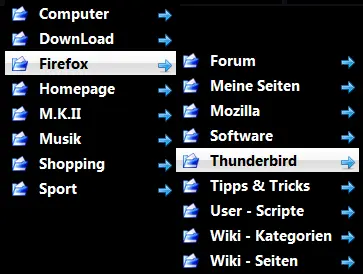 Computer
DownLoad
Firefox
Homepage
M.K.II
Musik
Shopping
Sport
Forum
Meine Seiten
Mozilla
Software
Thunderbird
Tipps & Tricks
User - Scripte
Wiki - Kategorien
Wiki - Seiten